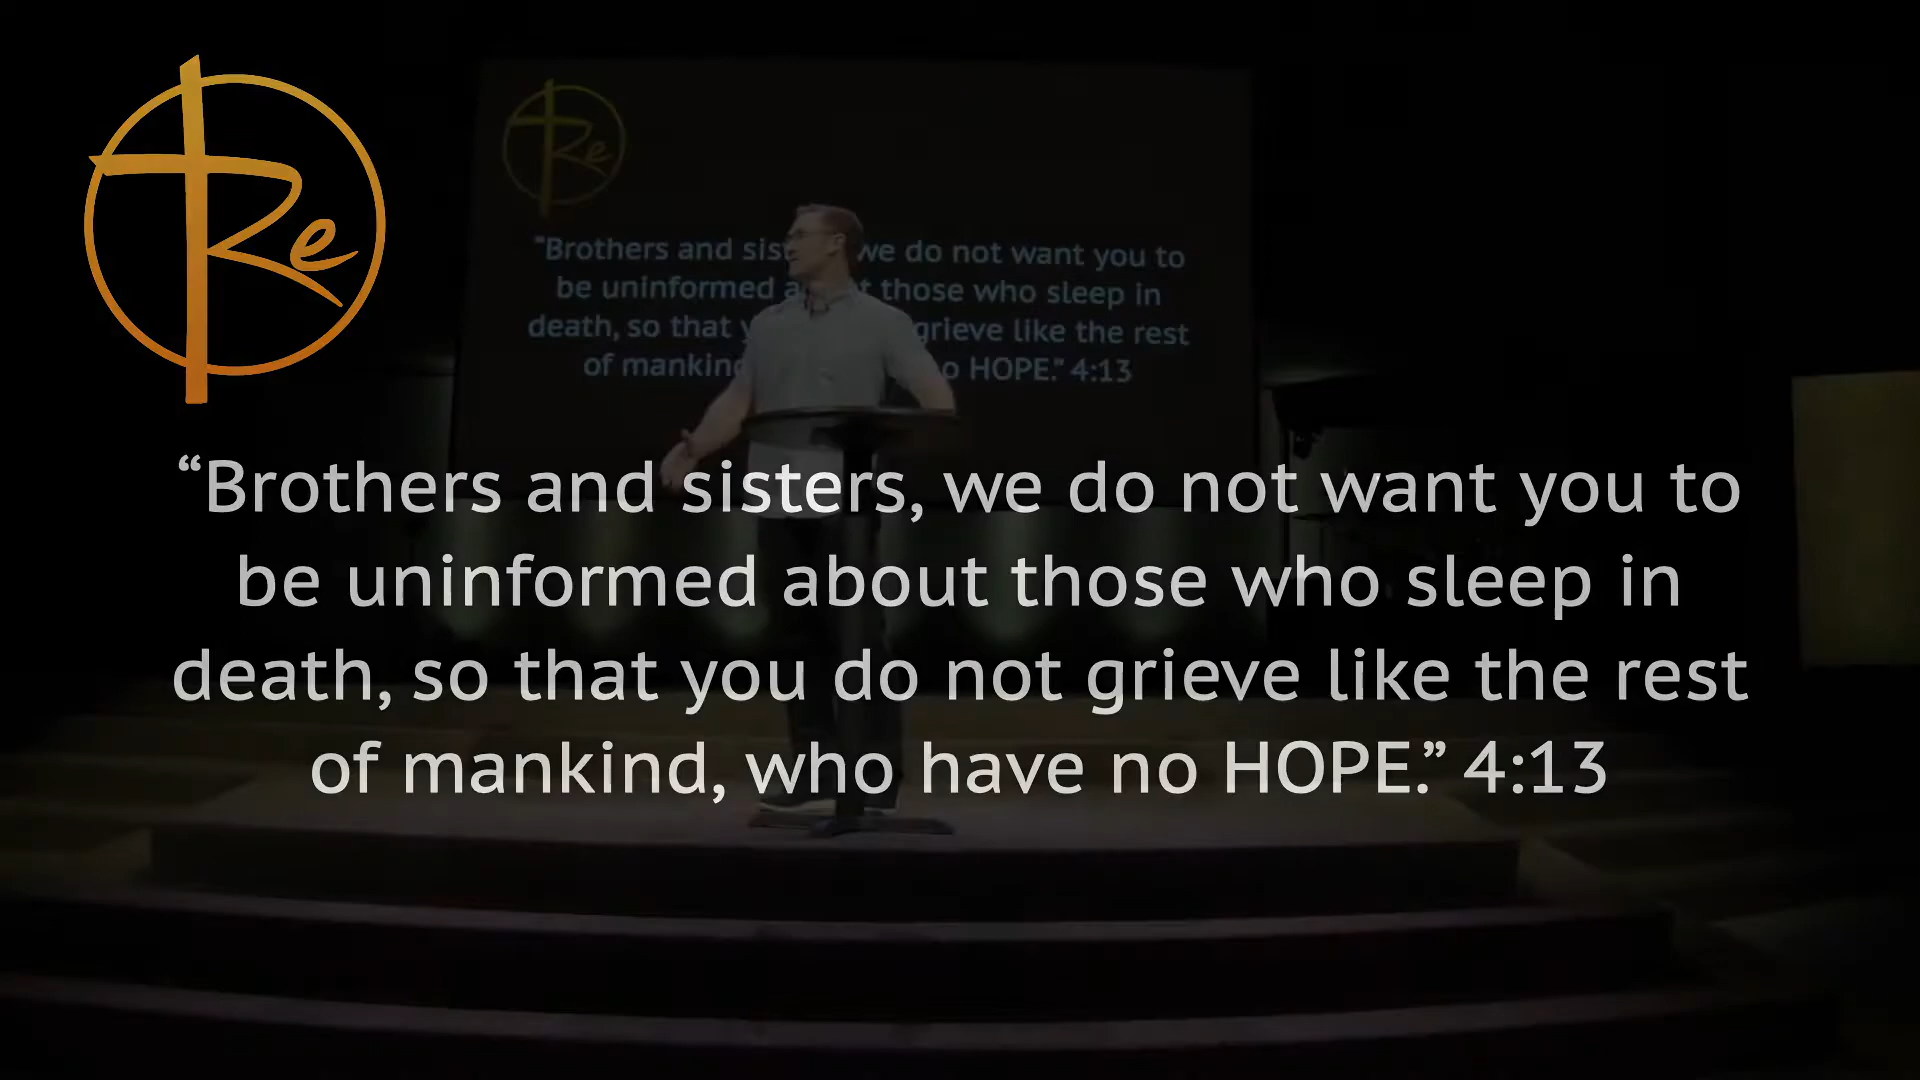 Re
Re
"Brothers and we do not want you to
be uninformed those who sleep in
death, so that grieve like the rest
of HOPE." 4:13
“Brothers and sisters, we do not want you to
be uninformed about those who sleep in
death, so that you do not grieve like the rest
of mankind, who have no HOPE.” 4:13